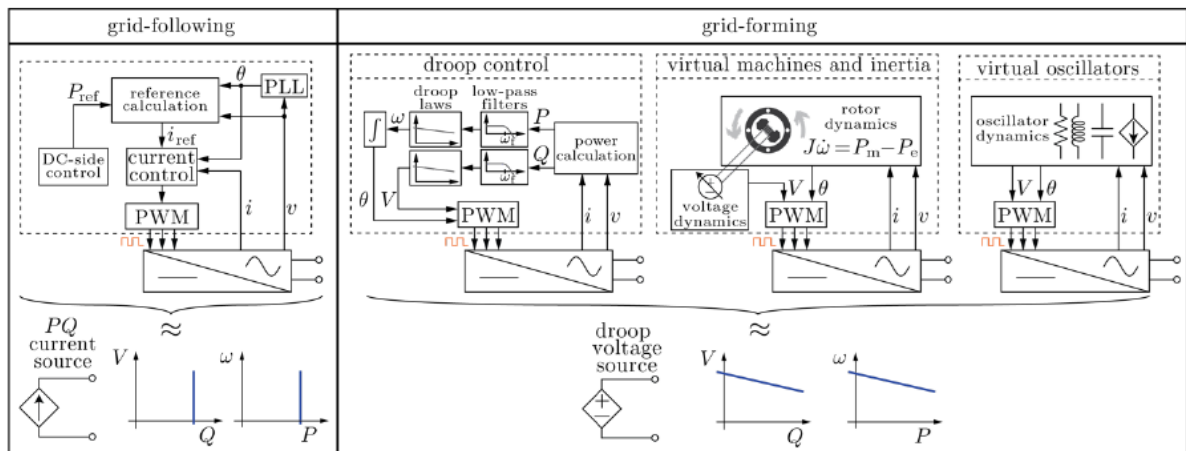 grid-following
grid-forming
θ
PLL
P_ref
reference
calculation
i_ref
DC-side
control
current
control
PWM
i
v
≈
PQ
current
source
V
Q
ω
P
droop control
droop
laws
low-pass
filters
ω
∫
P
Q
ω_f
ω_f
power
calculation
θ
V
PWM
i
v
virtual machines and inertia
rotor
dynamics
Jω̇ = P_m − P_e
voltage
dynamics
V
θ
PWM
i
v
virtual oscillators
oscillator
dynamics
V
θ
PWM
i
v
≈
droop
voltage
source
V
Q
ω
P